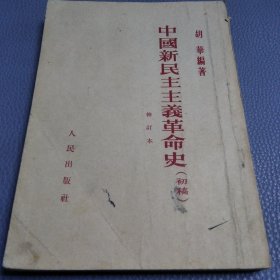 胡華編著
中國新民主主義革命史（初稿）
修訂本
人民出版社